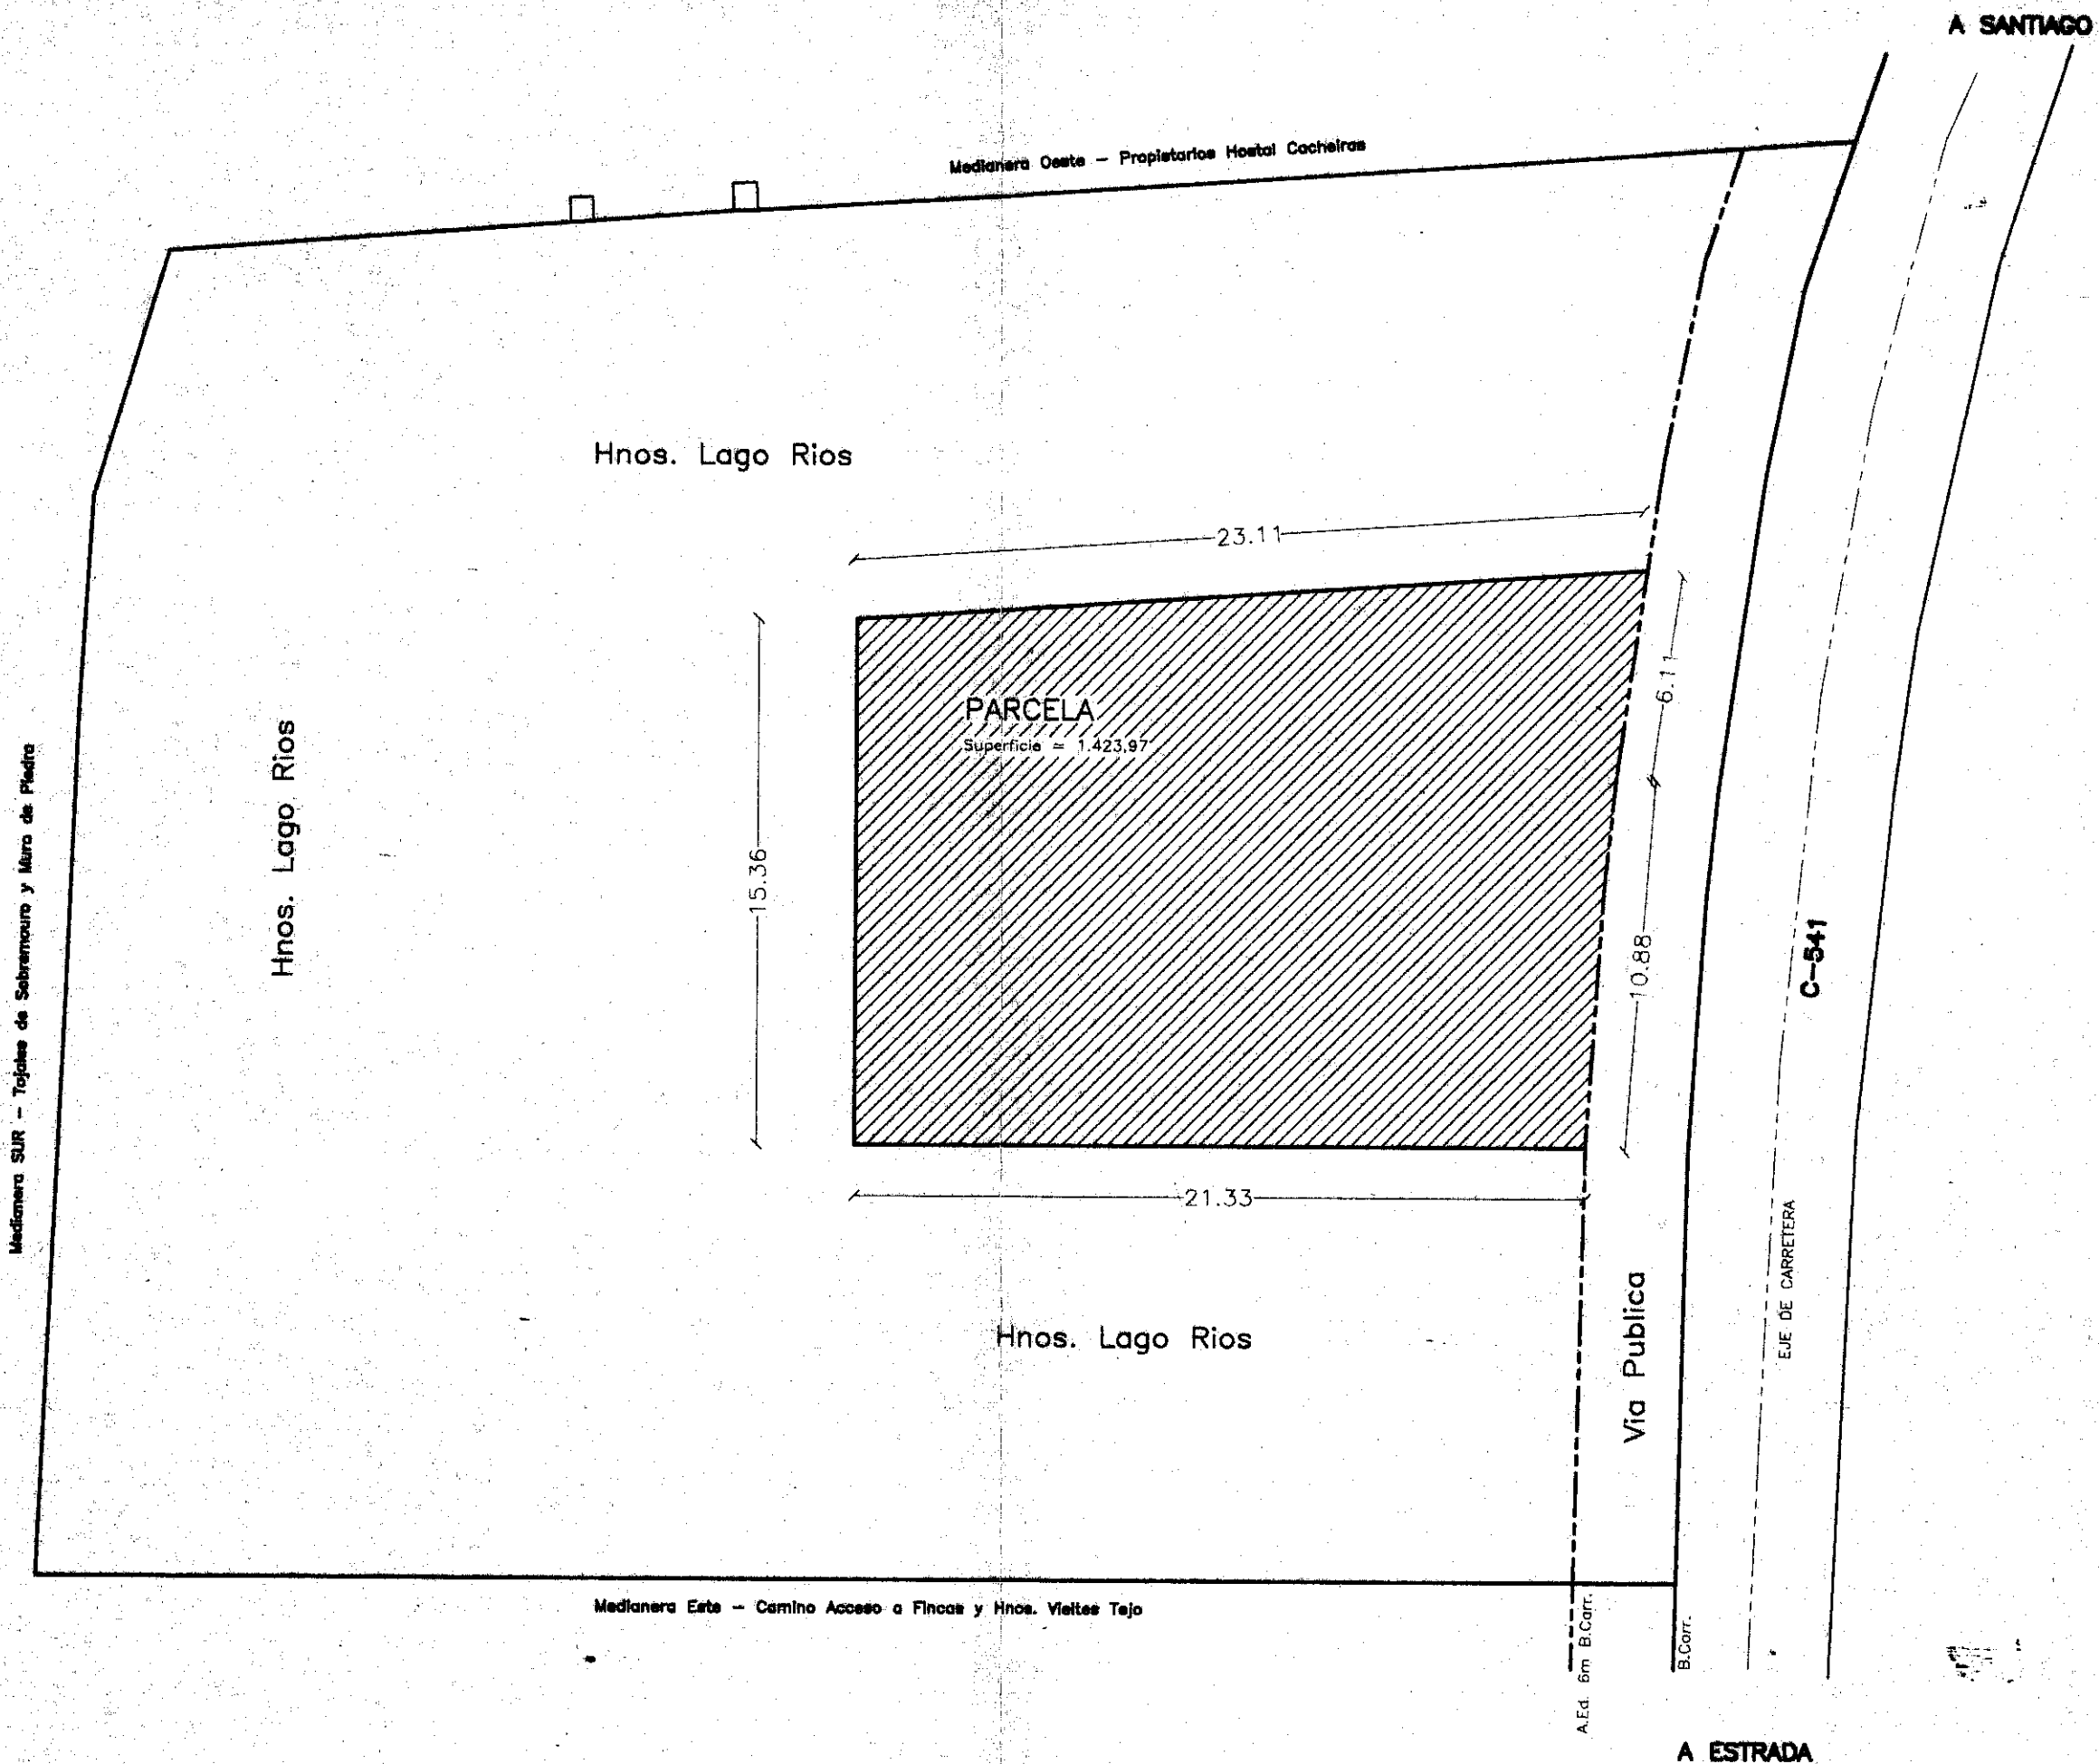 A SANTIAGO
Medianera Oeste - Propietarios Hostal Cacheiras
Hnos. Lago Rios
23.11
6.11
PARCELA
Superficie = 1.423,97
Hnos. Lago Rios
15.36
10.88
C-541
Medianera SUR - Tojales de Sobremouro y Muro de Piedra
21.33
EJE DE CARRETERA
Hnos. Lago Rios
Via Publica
Medianera Este - Camino Acceso a Fincas y Hnos. Vieites Tejo
A.Ed. 6m B.Carr.
B.Carr.
A ESTRADA